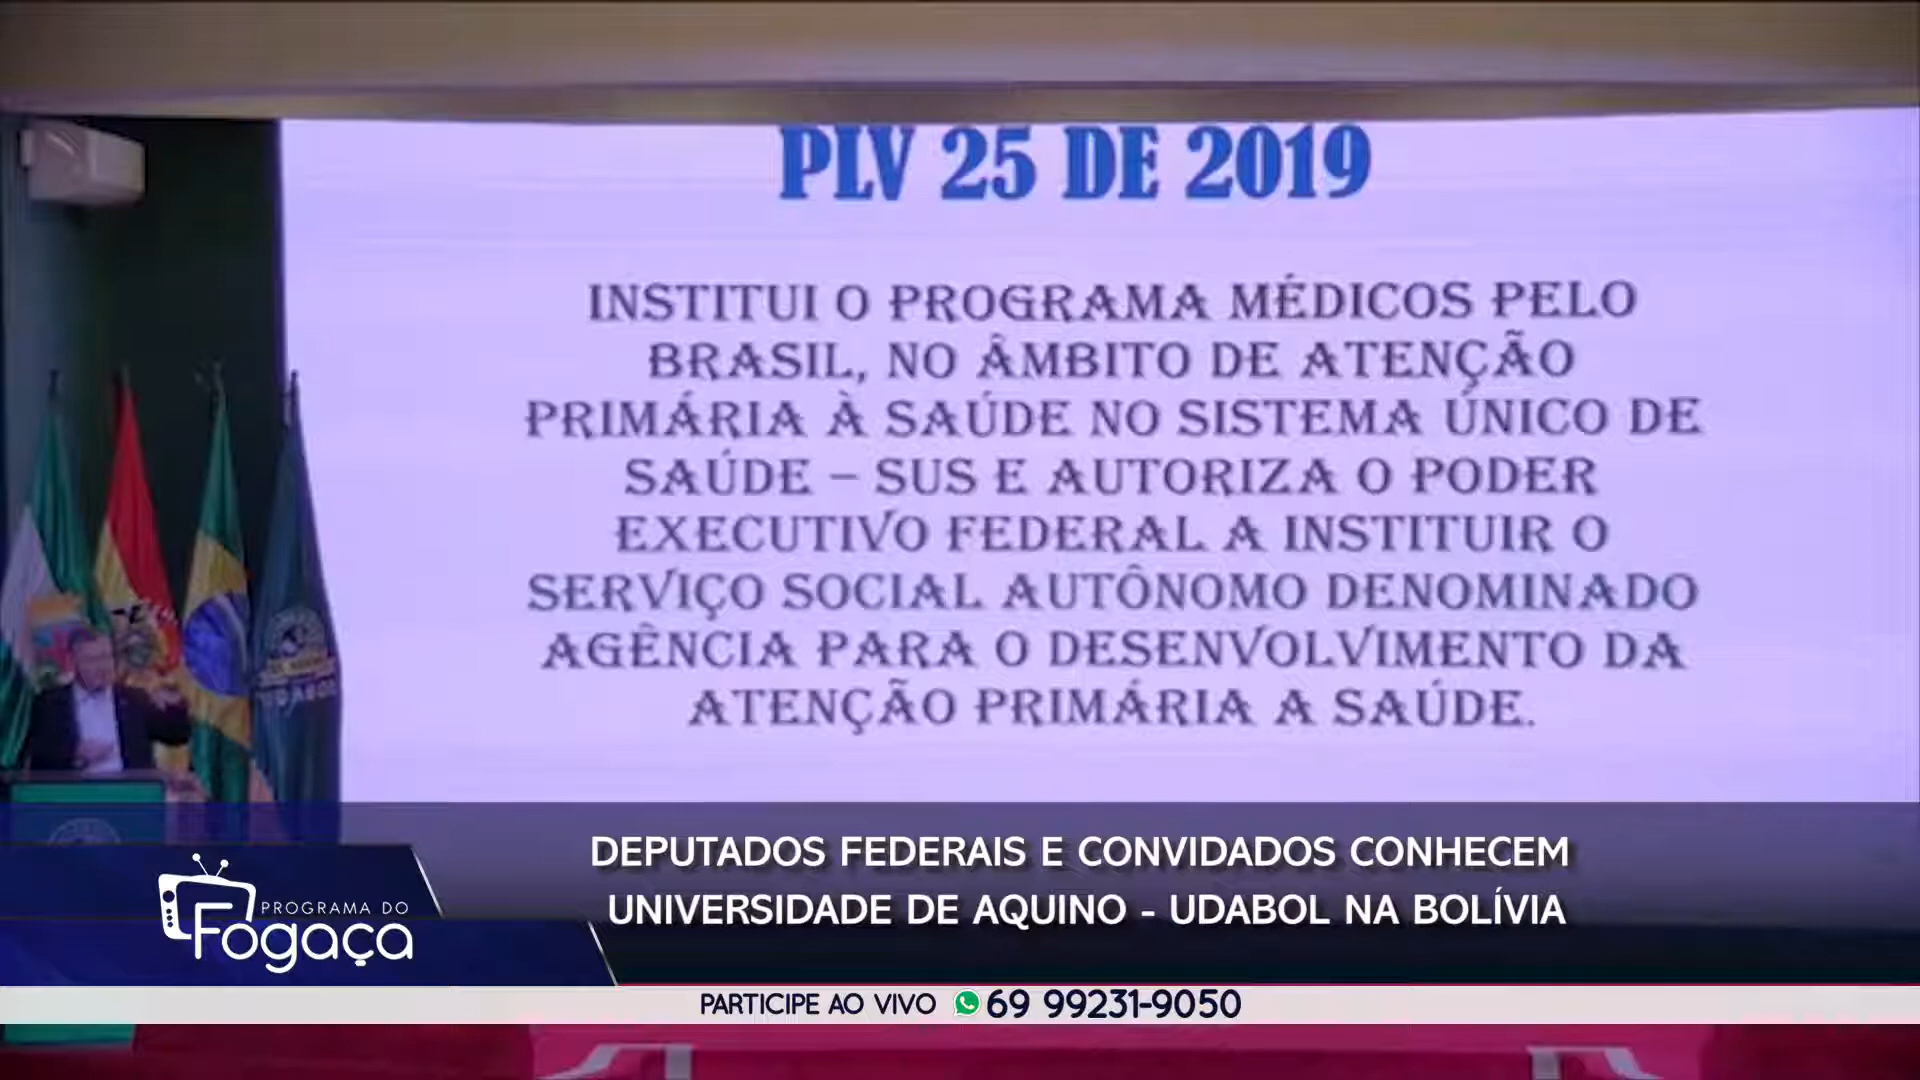 PLV 25 DE 2019
INSTITUI O PROGRAMA MÉDICOS PELO
BRASIL, NO ÂMBITO DE ATENÇÃO
PRIMÁRIA À SAÚDE NO SISTEMA ÚNICO DE
SAÚDE – SUS E AUTORIZA O PODER
EXECUTIVO FEDERAL A INSTITUIR O
SERVIÇO SOCIAL AUTÔNOMO DENOMINADO
AGÊNCIA PARA O DESENVOLVIMENTO DA
ATENÇÃO PRIMÁRIA A SAÚDE.
DEPUTADOS FEDERAIS E CONVIDADOS CONHECEM
UNIVERSIDADE DE AQUINO - UDABOL NA BOLÍVIA
PROGRAMA DO
Fogaça
PARTICIPE AO VIVO 69 99231-9050